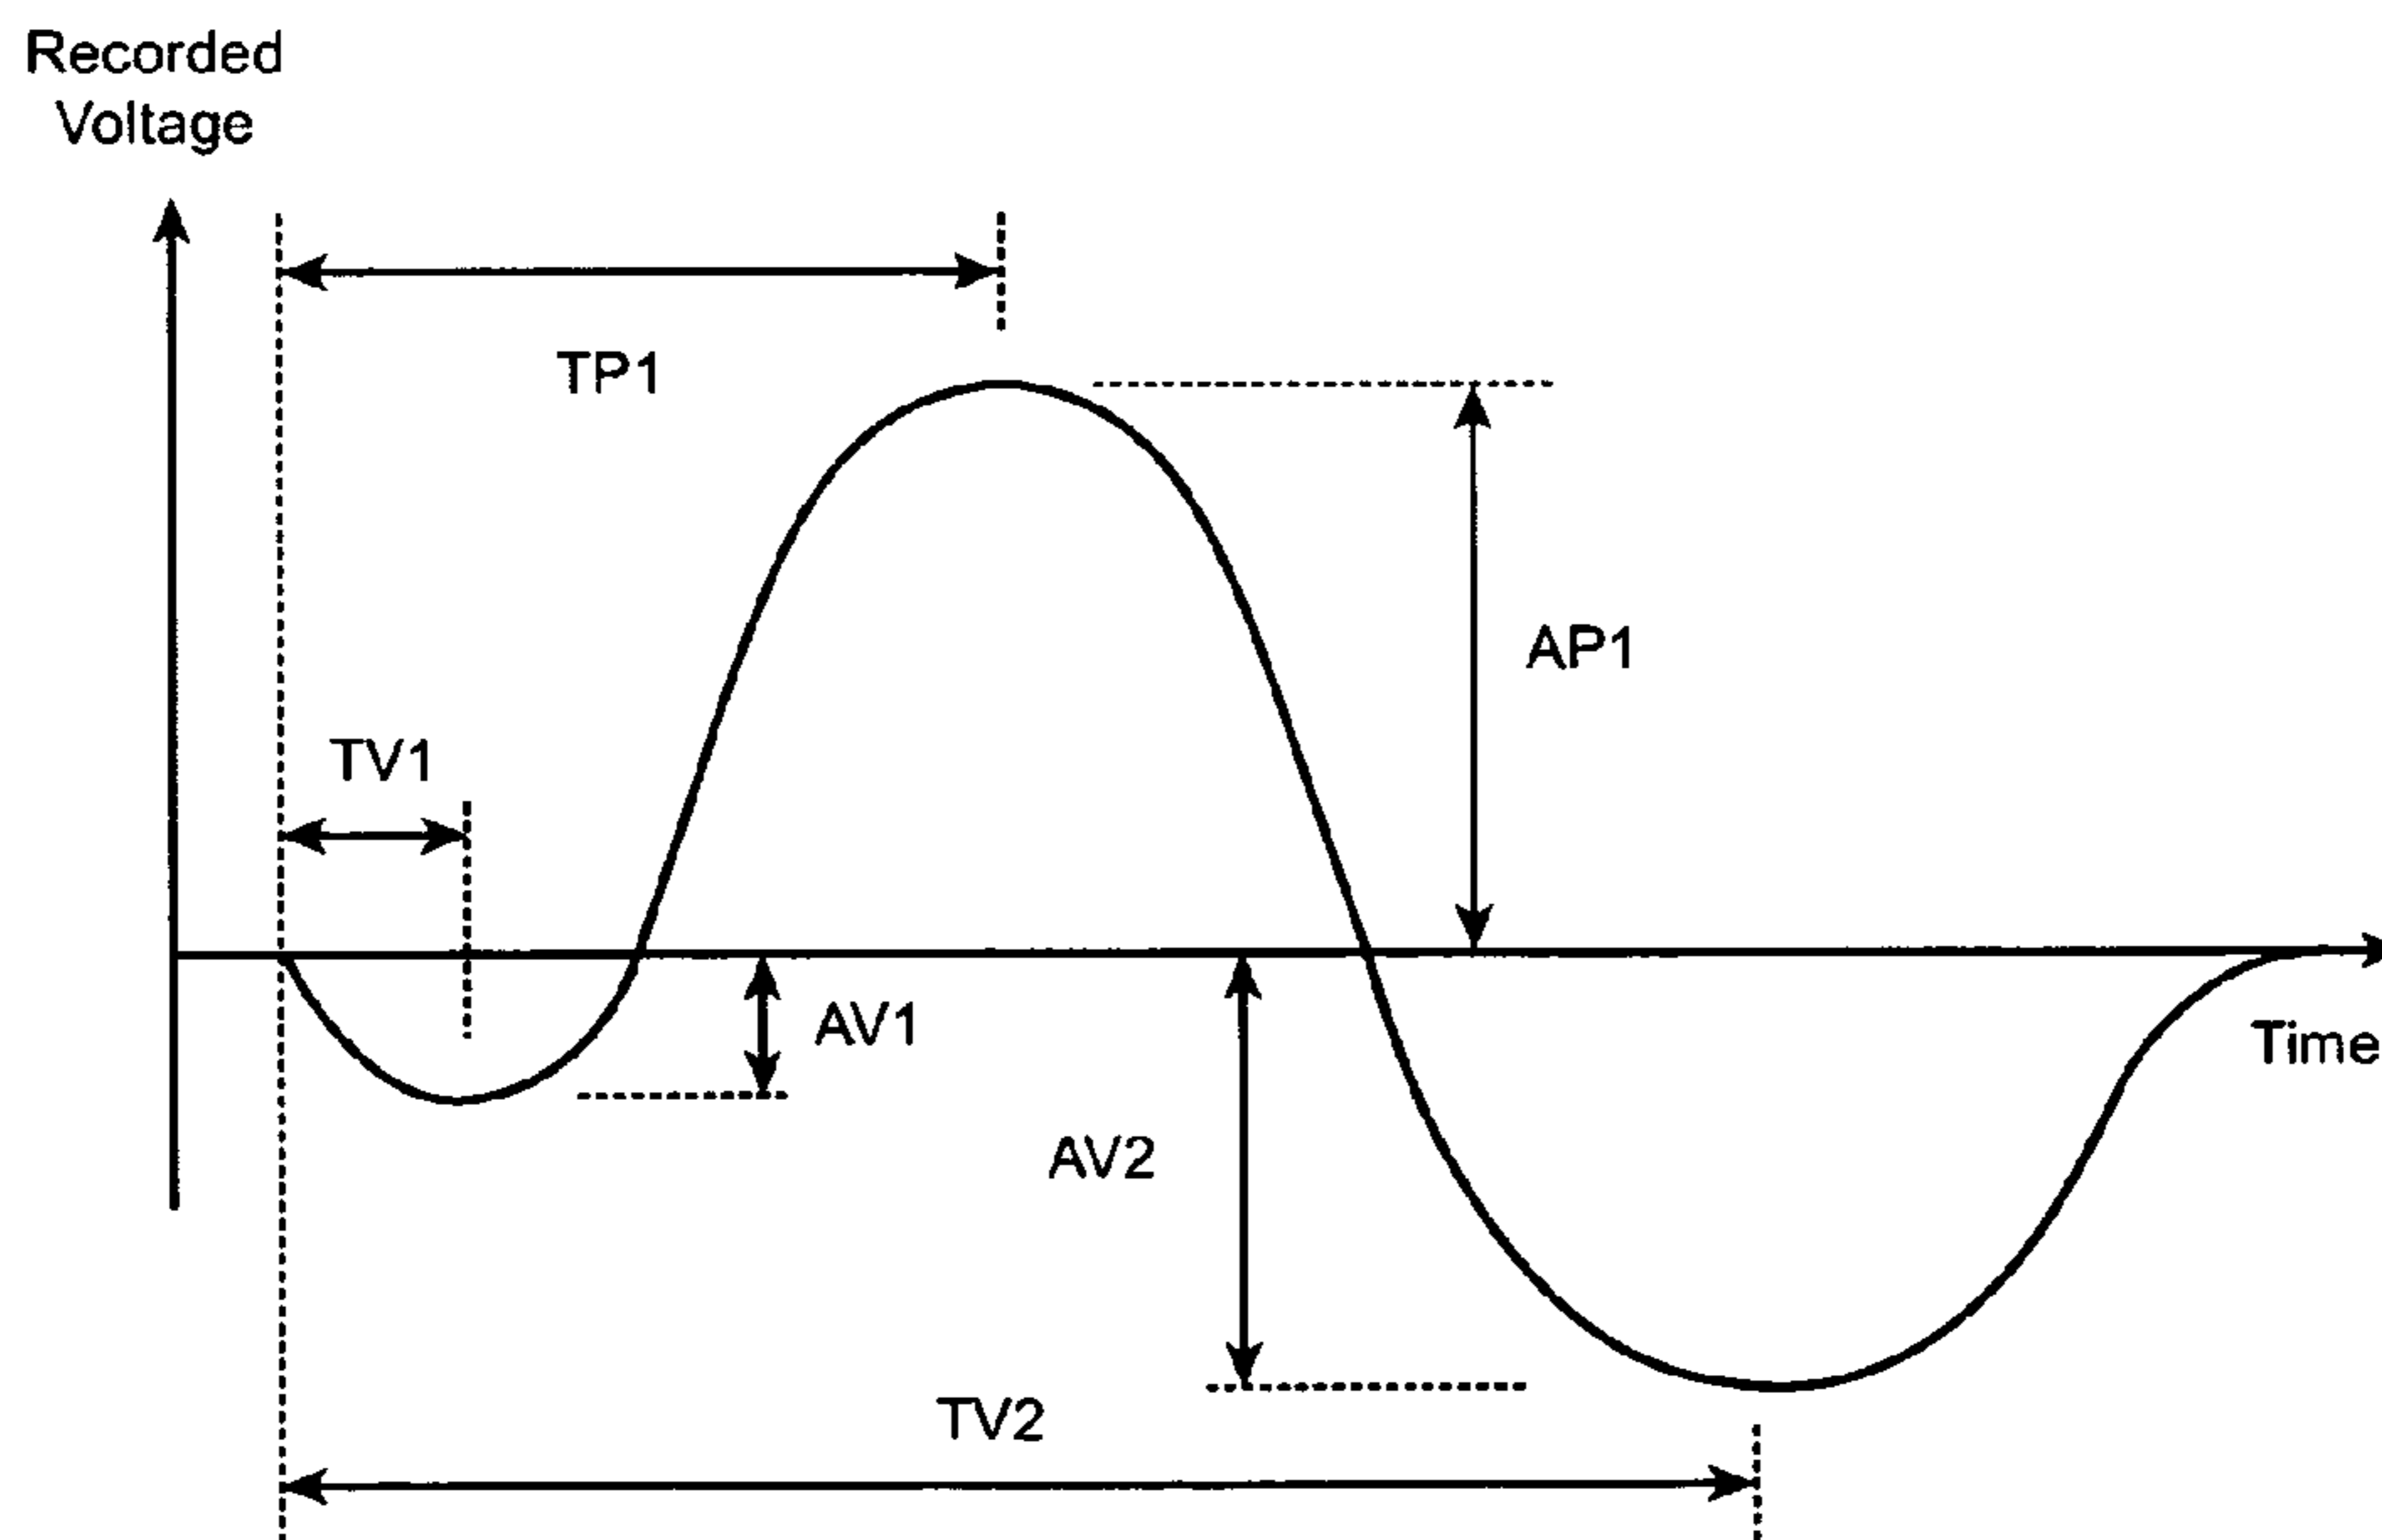 Recorded
Voltage
TP1
AP1
TV1
AV1
Time
AV2
TV2